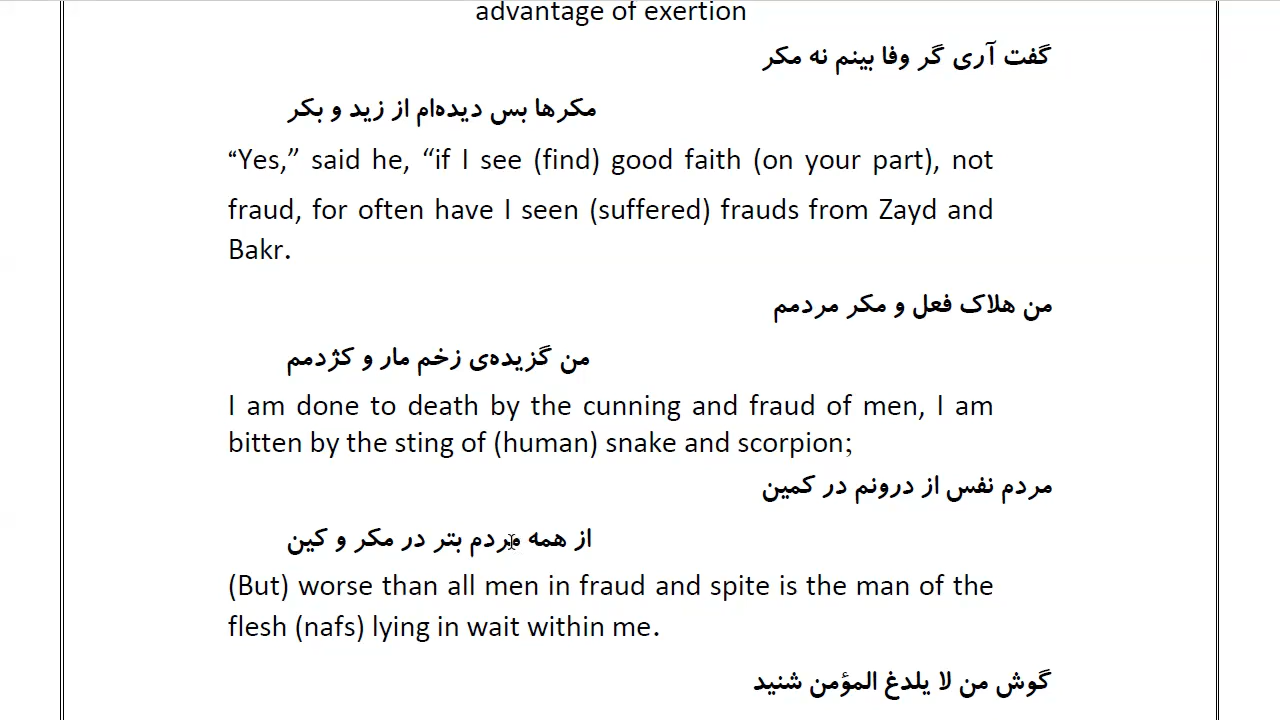 advantage of exertion
گفت آری گر وفا بینم نه مکر
مکرها بس دیده‌ام از زید و بکر
“Yes,” said he, “if I see (find) good faith (on your part), not
fraud, for often have I seen (suffered) frauds from Zayd and
Bakr.
من هلاک فعل و مکر مردمم
من گزیده‌ی زخم مار و کژدمم
I am done to death by the cunning and fraud of men, I am
bitten by the sting of (human) snake and scorpion;
مردم نفس از درونم در کمین
از همه مردم بتر در مکر و کین
(But) worse than all men in fraud and spite is the man of the
flesh (nafs) lying in wait within me.
گوش من لا یلدغ المؤمن شنید